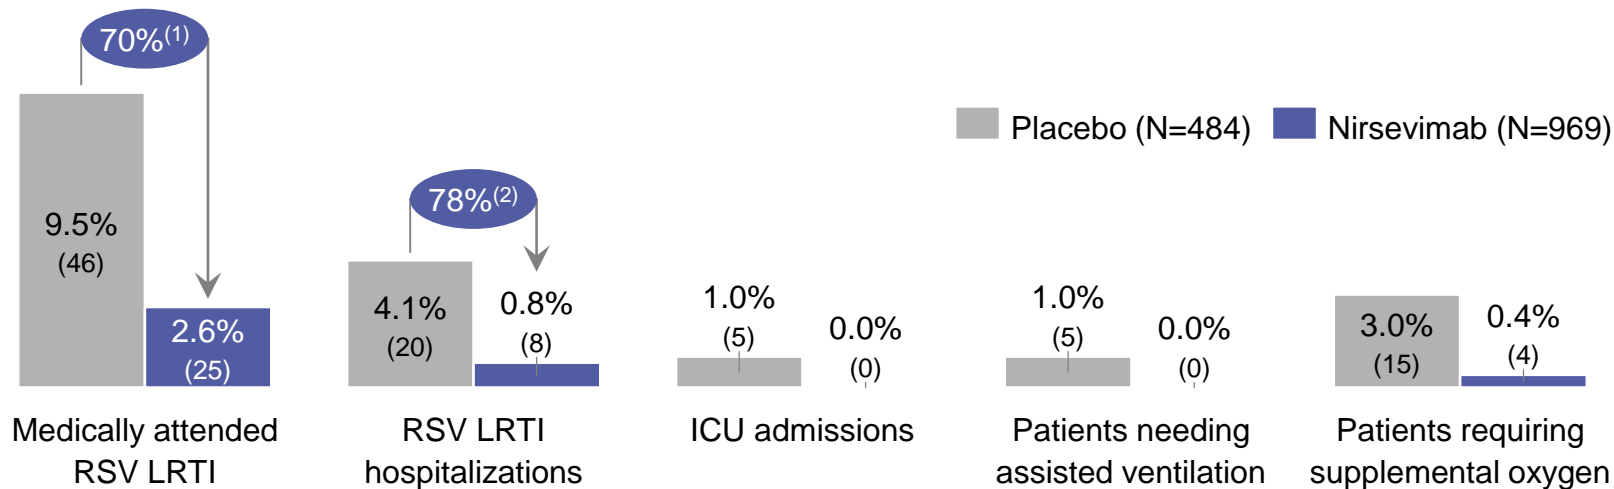 70%(1)
Placebo (N=484) Nirsevimab (N=969)
78%(2)
9.5%
(46)
2.6%
(25)
4.1%
(20)
0.8%
(8)
1.0%
(5)
0.0%
(0)
1.0%
(5)
0.0%
(0)
3.0%
(15)
0.4%
(4)
Medically attended
RSV LRTI
RSV LRTI
hospitalizations
ICU admissions
Patients needing
assisted ventilation
Patients requiring
supplemental oxygen